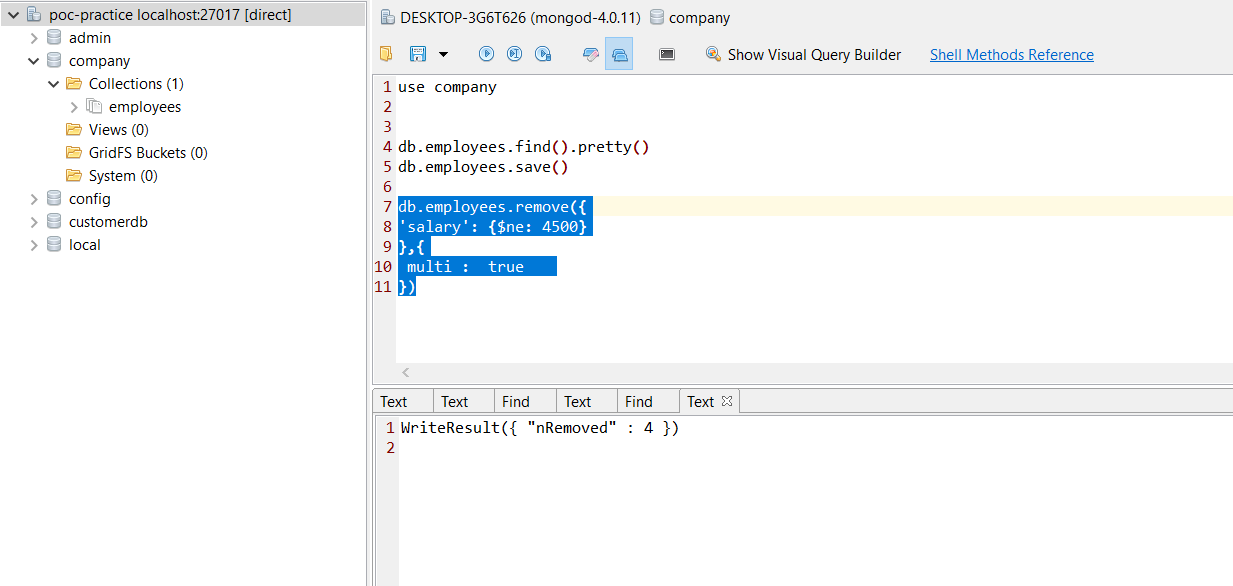 poc-practice localhost:27017 [direct]
admin
company
Collections (1)
employees
Views (0)
GridFS Buckets (0)
System (0)
config
customerdb
local
DESKTOP-3G6T626 (mongod-4.0.11) company
Show Visual Query Builder Shell Methods Reference
1 use company
2
3
4 db.employees.find().pretty()
5 db.employees.save()
6
7 db.employees.remove({
8 'salary': {$ne: 4500}
9 },{
10 multi :  true
11 })
Text Text Find Text Find Text
1 WriteResult({ "nRemoved" : 4 })
2